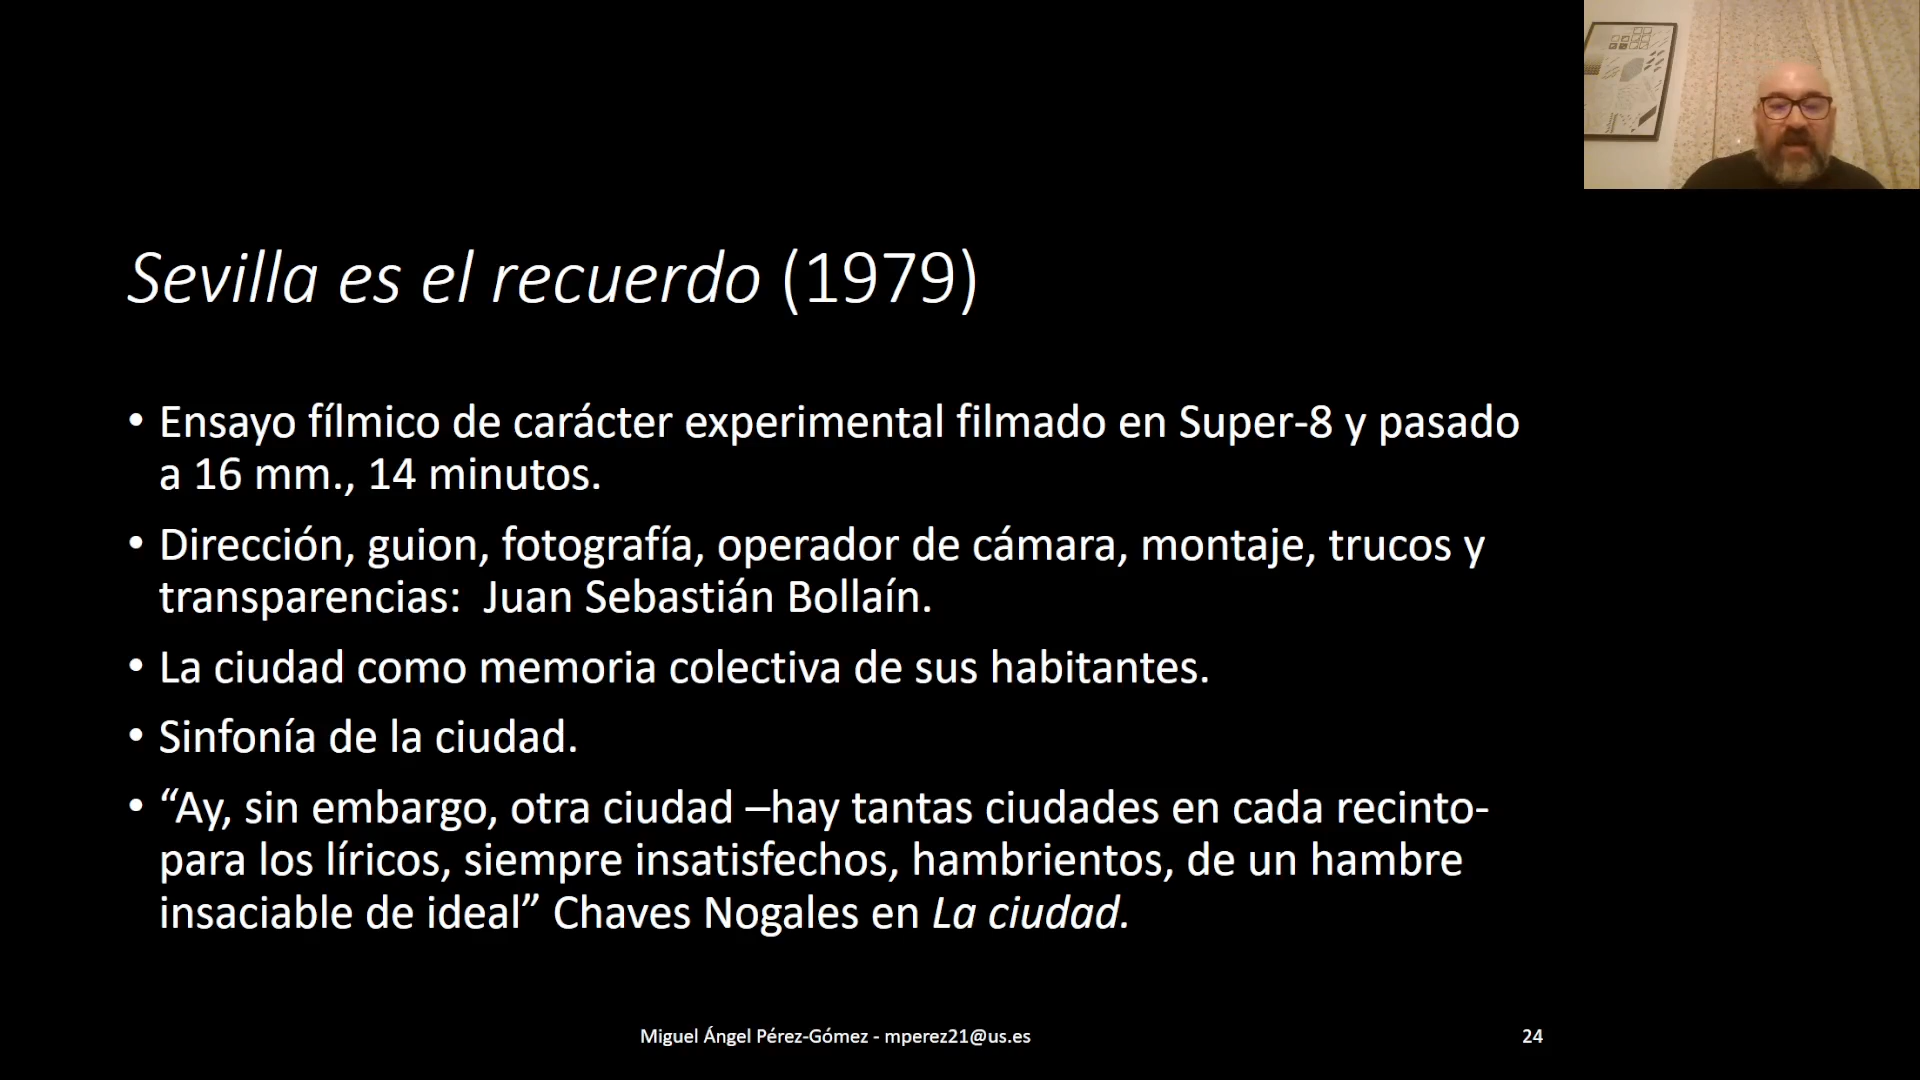 Sevilla es el recuerdo (1979)
• Ensayo fílmico de carácter experimental filmado en Super-8 y pasado
a 16 mm., 14 minutos.
• Dirección, guion, fotografía, operador de cámara, montaje, trucos y
transparencias:  Juan Sebastián Bollaín.
• La ciudad como memoria colectiva de sus habitantes.
• Sinfonía de la ciudad.
• “Ay, sin embargo, otra ciudad –hay tantas ciudades en cada recinto-
para los líricos, siempre insatisfechos, hambrientos, de un hambre
insaciable de ideal” Chaves Nogales en La ciudad.
Miguel Ángel Pérez-Gómez - mperez21@us.es
24